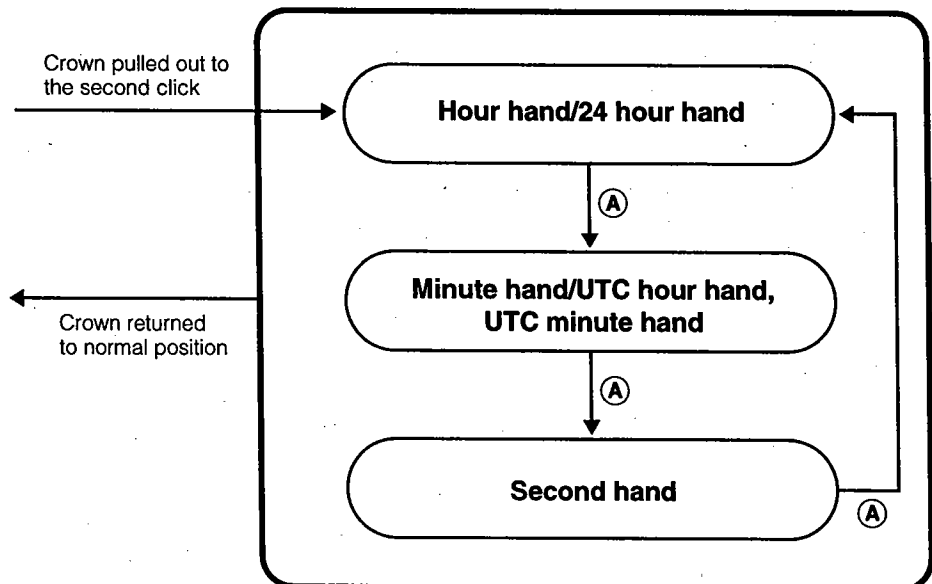 Crown pulled out to
the second click
Hour hand/24 hour hand
A
Minute hand/UTC hour hand,
UTC minute hand
Crown returned
to normal position
A
Second hand
A